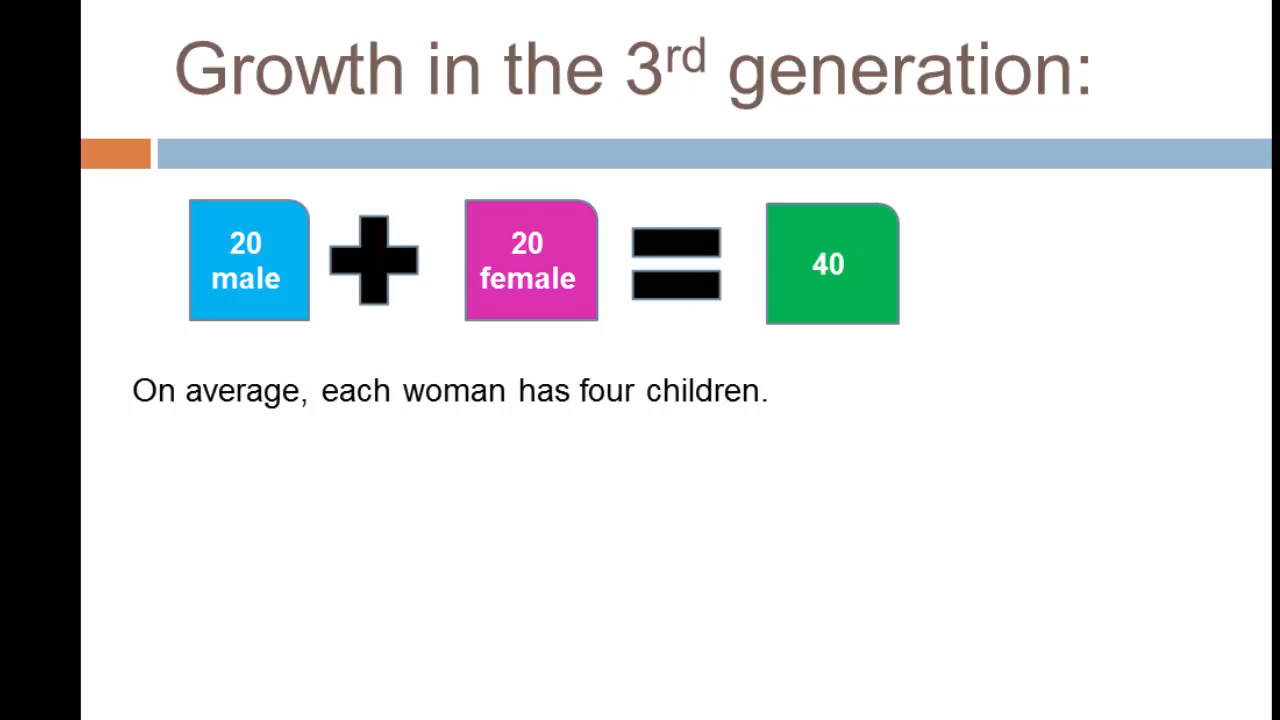 Growth in the 3rd generation:
20
male
20
female
40
On average, each woman has four children.